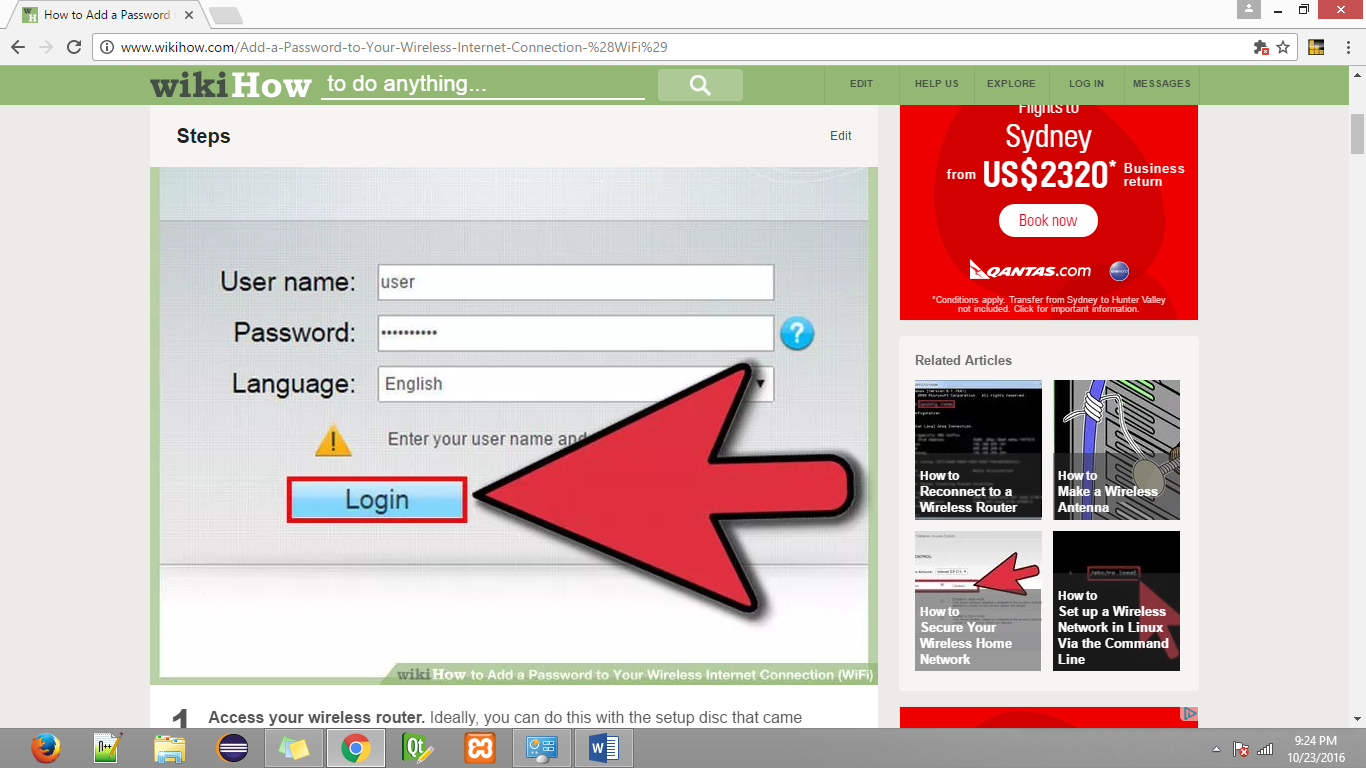 How to Add a Password
www.wikihow.com/Add-a-Password-to-Your-Wireless-Internet-Connection-%28WiFi%29
wikiHow to do anything...
EDIT
HELP US
EXPLORE
LOG IN
MESSAGES
Steps
Edit
User name:
user
Password:
••••••••••
?
Language:
English
Enter your user name and
Login
wikiHow to Add a Password to Your Wireless Internet Connection (WiFi)
1
Access your wireless router. Ideally, you can do this with the setup disc that came
Flights to
Sydney
from US$2320* Business
return
Book now
QANTAS.COM
*Conditions apply. Transfer from Sydney to Hunter Valley
not included. Click for important information.
Related Articles
How to
Reconnect to a
Wireless Router
How to
Make a Wireless
Antenna
How to
Secure Your
Wireless Home
Network
How to
Set up a Wireless
Network in Linux
Via the Command
Line
9:24 PM
10/23/2016